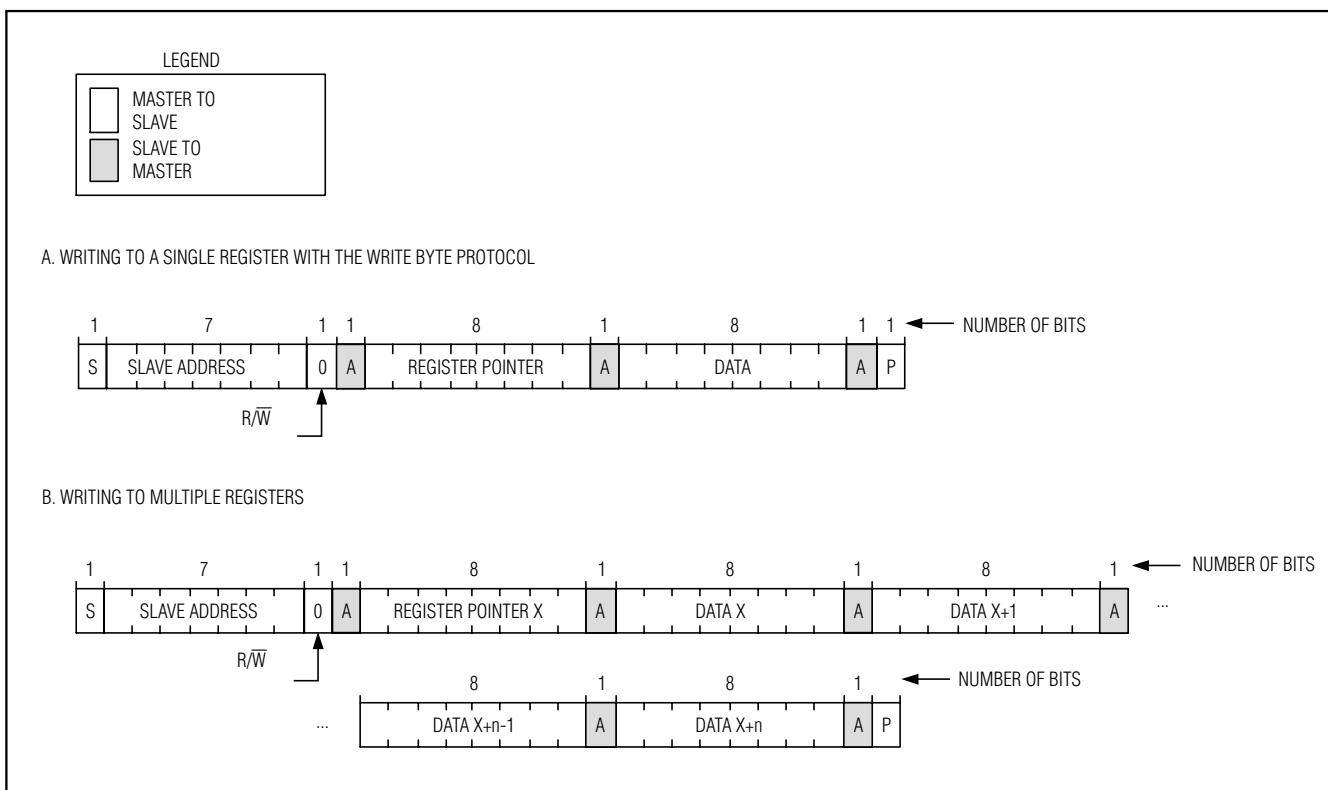 LEGEND
MASTER TO
SLAVE
SLAVE TO
MASTER
A. WRITING TO A SINGLE REGISTER WITH THE WRITE BYTE PROTOCOL
1 7 1 1 8 1 8 1 1 NUMBER OF BITS
S SLAVE ADDRESS 0 A REGISTER POINTER A DATA A P
R/W̅
B. WRITING TO MULTIPLE REGISTERS
1 7 1 1 8 1 8 1 8 1 NUMBER OF BITS
S SLAVE ADDRESS 0 A REGISTER POINTER X A DATA X A DATA X+1 A ...
R/W̅
8 1 8 1 NUMBER OF BITS
... DATA X+n-1 A DATA X+n A P